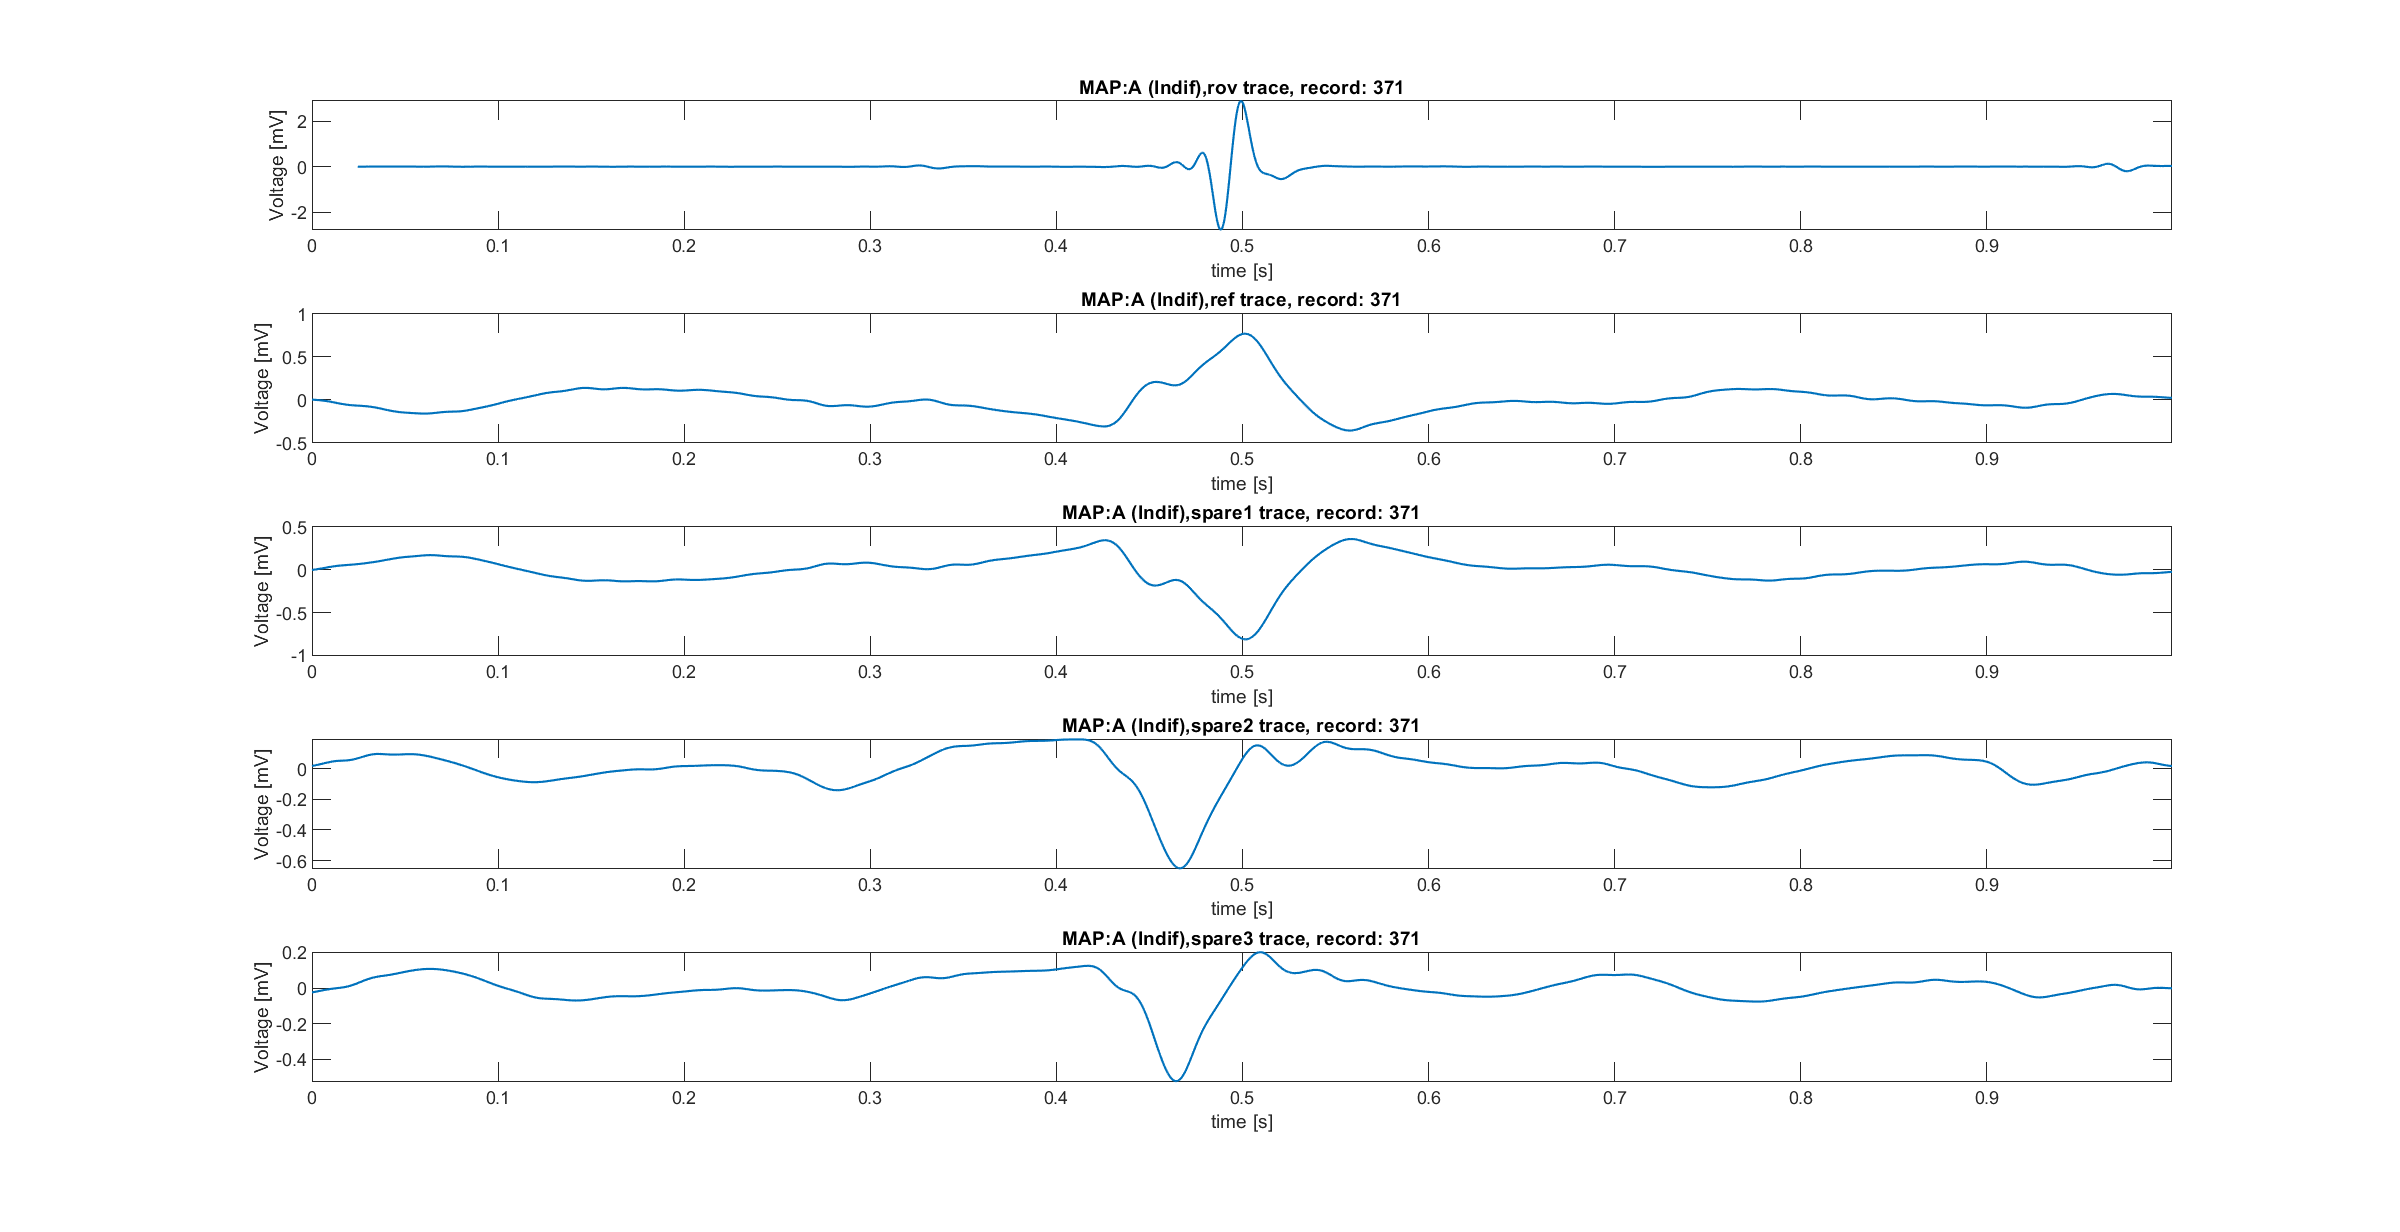 MAP:A (Indif),rov trace, record: 371
Voltage [mV]
2
0
-2
0 0.1 0.2 0.3 0.4 0.5 0.6 0.7 0.8 0.9
time [s]
MAP:A (Indif),ref trace, record: 371
Voltage [mV]
1
0.5
0
-0.5
0 0.1 0.2 0.3 0.4 0.5 0.6 0.7 0.8 0.9
time [s]
MAP:A (Indif),spare1 trace, record: 371
Voltage [mV]
0.5
0
-0.5
-1
0 0.1 0.2 0.3 0.4 0.5 0.6 0.7 0.8 0.9
time [s]
MAP:A (Indif),spare2 trace, record: 371
Voltage [mV]
0
-0.2
-0.4
-0.6
0 0.1 0.2 0.3 0.4 0.5 0.6 0.7 0.8 0.9
time [s]
MAP:A (Indif),spare3 trace, record: 371
Voltage [mV]
0.2
0
-0.2
-0.4
0 0.1 0.2 0.3 0.4 0.5 0.6 0.7 0.8 0.9
time [s]